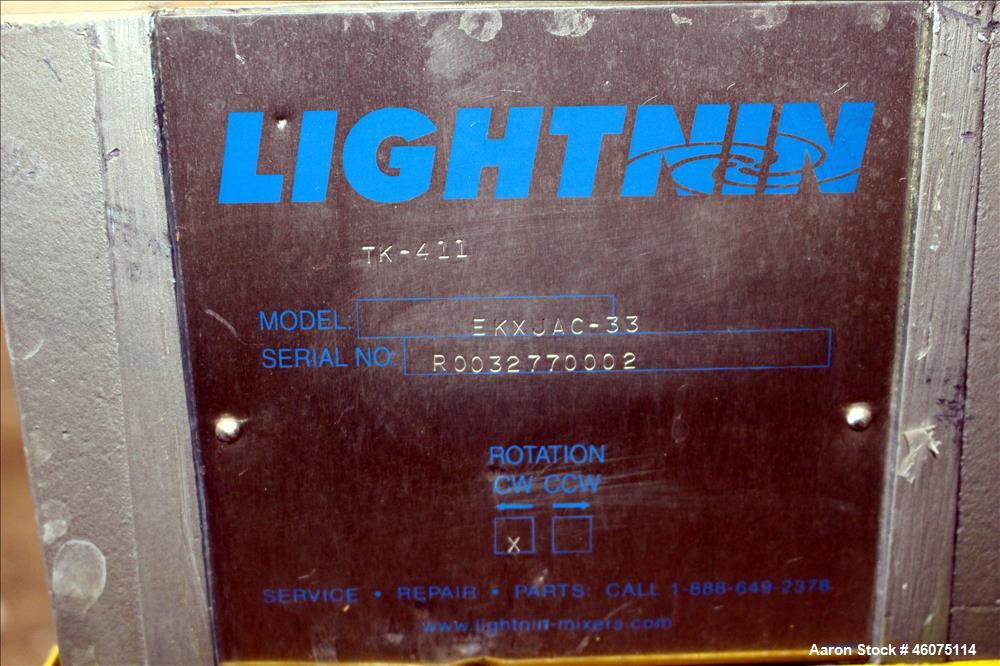 LIGHTNIN
TK-411
MODEL: EKXJAC-33
SERIAL NO: R0032770002
ROTATION
CW CCW
X
SERVICE • REPAIR • PARTS: CALL 1-888-649-2378
www.lightnin-mixers.com
Aaron Stock # 46075114